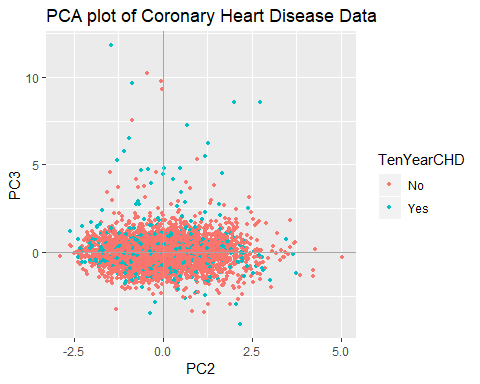 PCA plot of Coronary Heart Disease Data
10
5
0
PC3
-2.5
0.0
2.5
5.0
PC2
TenYearCHD
No
Yes